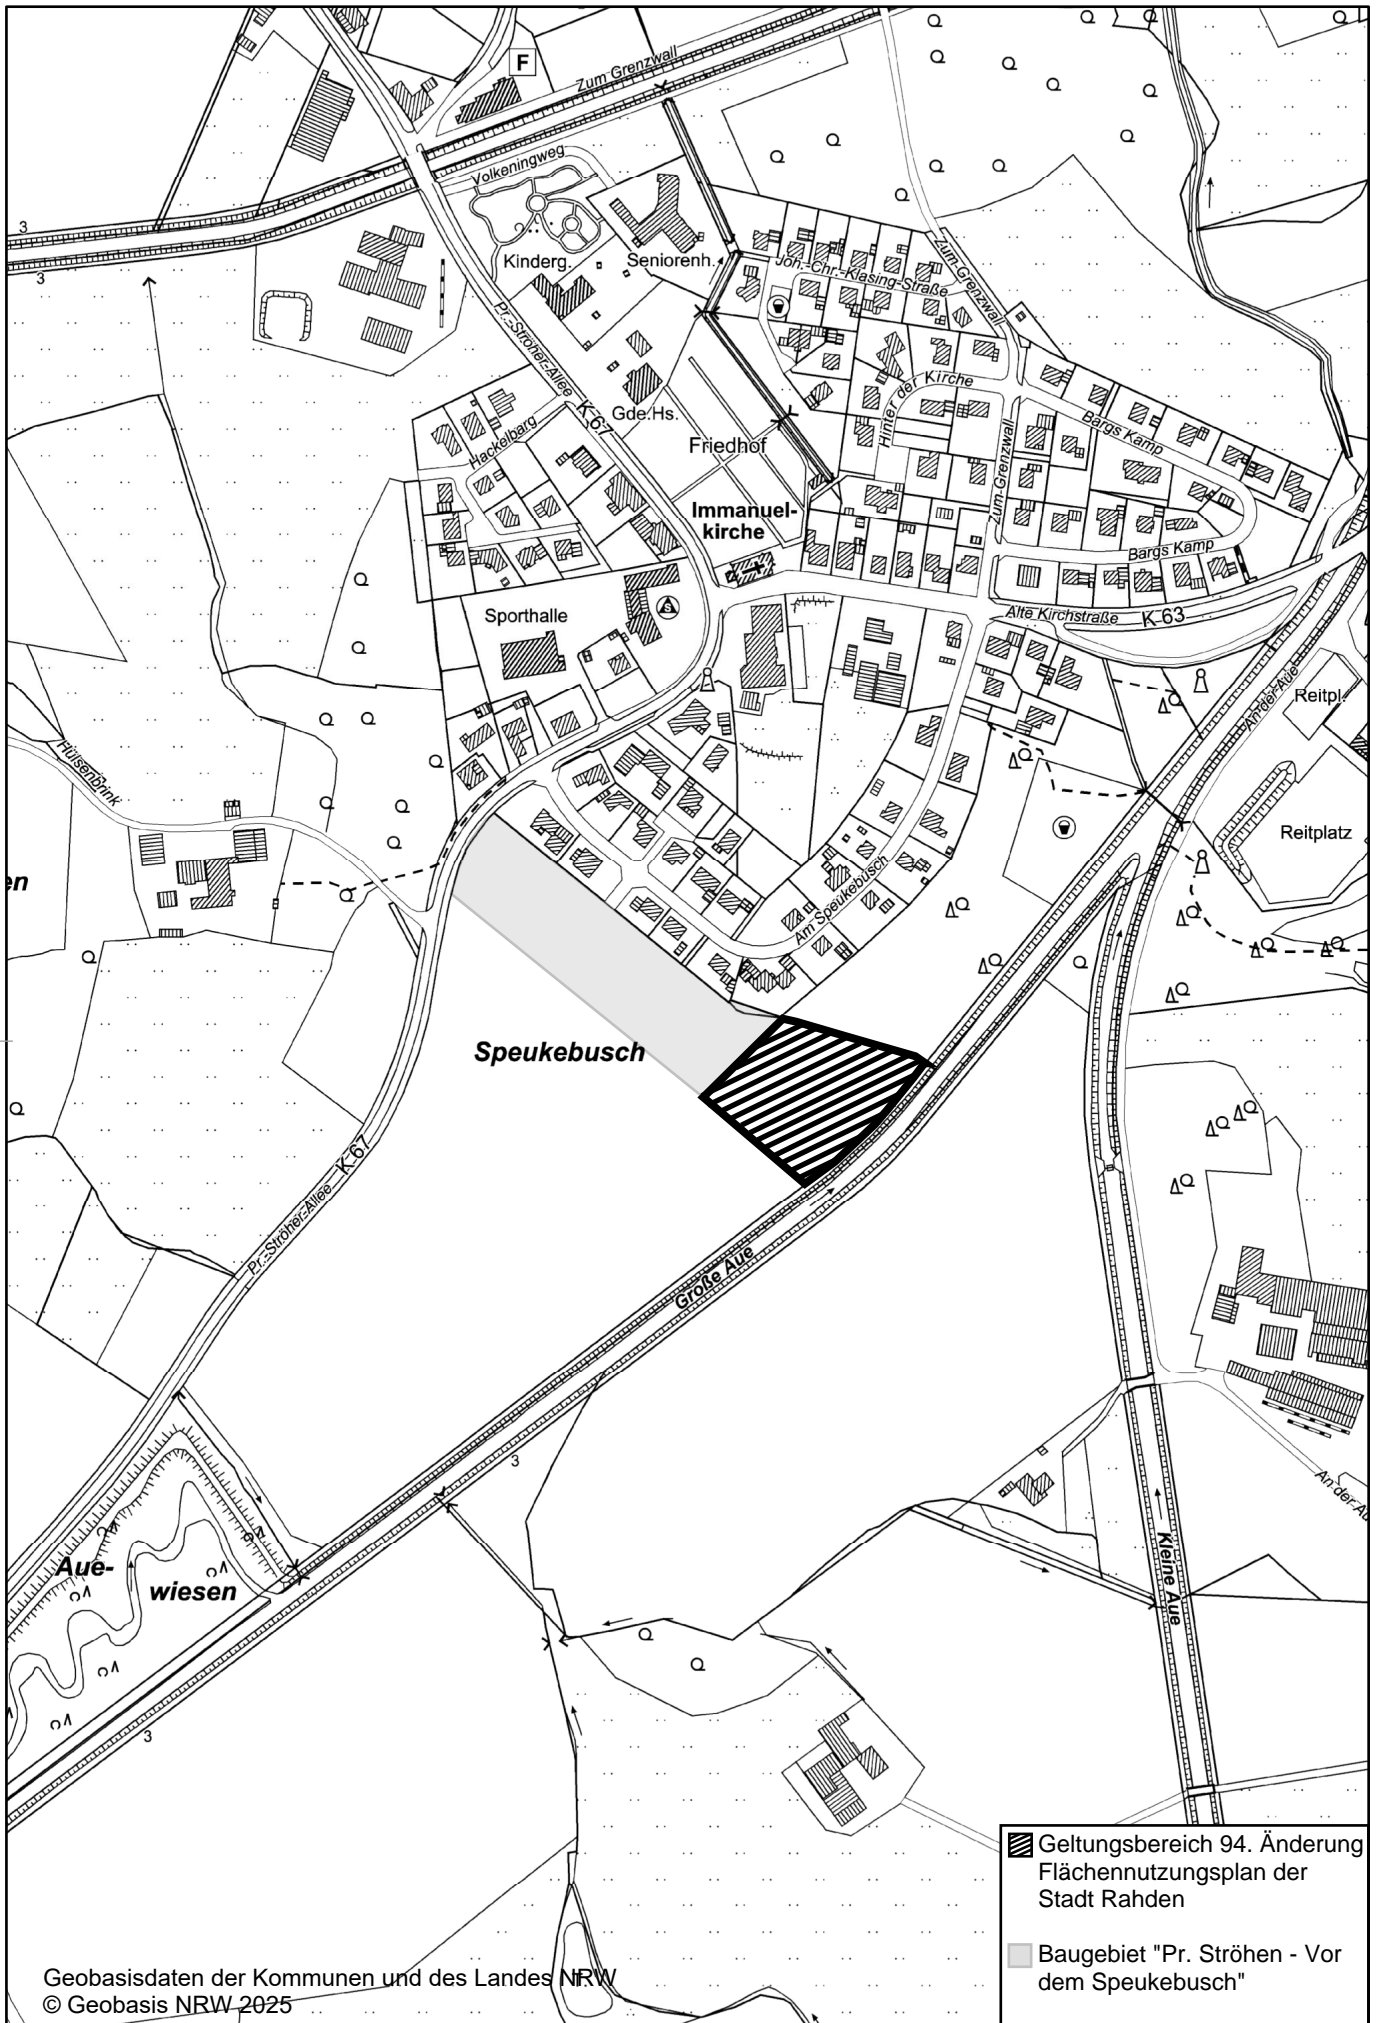 F
Zum Grenzwall
Volkeningweg
3
3
Kinderg.
Seniorenh.
Joh.-Chr.-Klasing-Straße
Zum-Grenzwall
Pr.-Ströher-Allee
K 67
Hinter der Kirche
Gde.Hs.
Hackelbarg
Friedhof
Bargs Kamp
Zum-Grenzwall
Immanuel-
kirche
Bargs Kamp
S
Sporthalle
Alte Kirchstraße
K 63
An-der-Aue
Reitpl.
Hülsenbrink
Reitplatz
en
Am Speukebusch
Speukebusch
Pr.-Ströher-Allee
K 67
Große Aue
3
An-der-Au
Aue-
wiesen
Kleine Aue
3
Geltungsbereich 94. Änderung
Flächennutzungsplan der
Stadt Rahden
Baugebiet "Pr. Ströhen - Vor
dem Speukebusch"
Geobasisdaten der Kommunen und des Landes NRW
© Geobasis NRW 2025